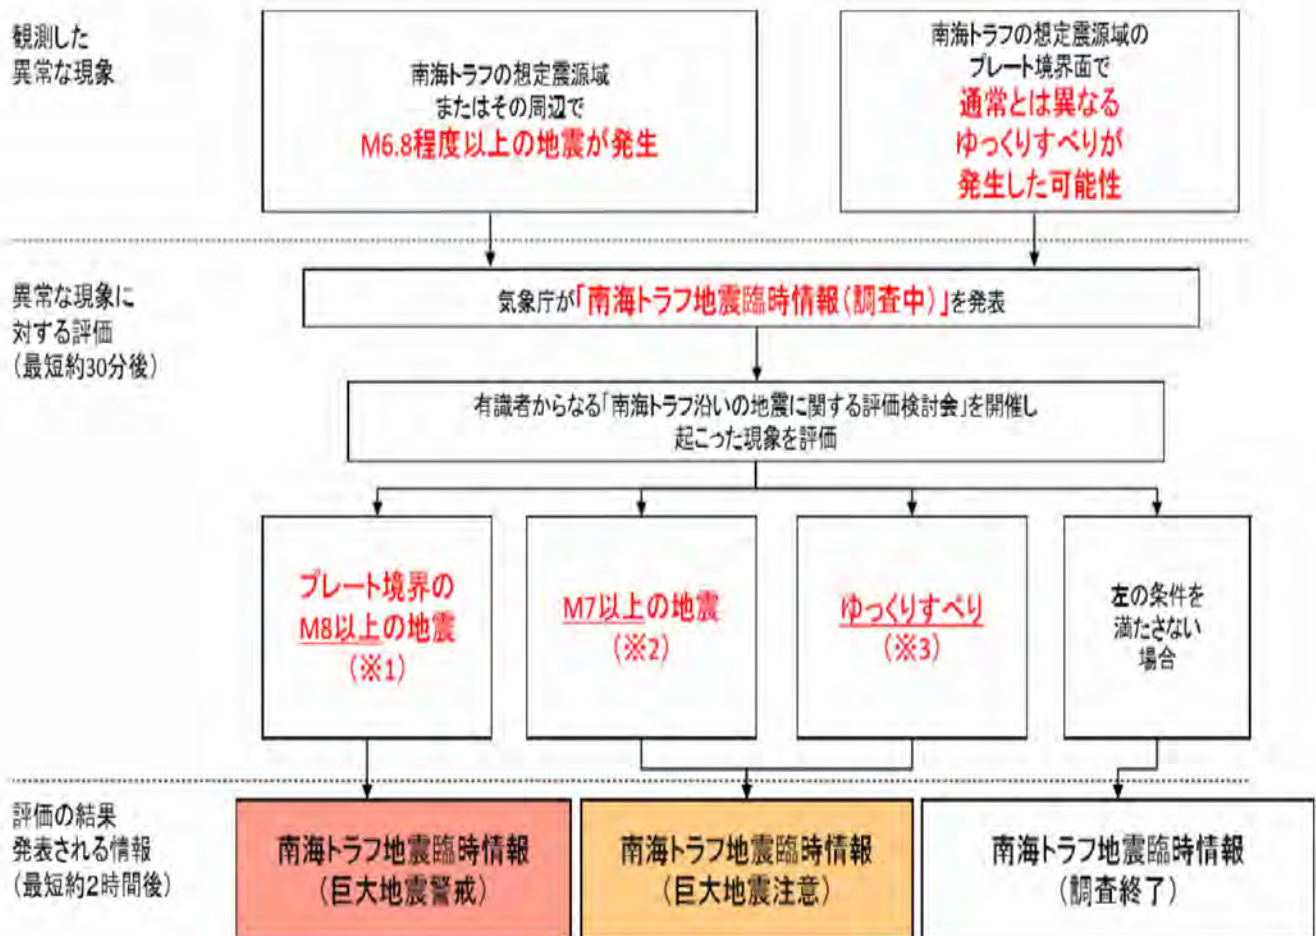 観測した
異常な現象
南海トラフの想定震源域
またはその周辺で
M6.8程度以上の地震が発生
南海トラフの想定震源域の
プレート境界面で
通常とは異なる
ゆっくりすべりが
発生した可能性
異常な現象に
対する評価
(最短約30分後)
気象庁が「南海トラフ地震臨時情報(調査中)」を発表
有識者からなる「南海トラフ沿いの地震に関する評価検討会」を開催し
起こった現象を評価
プレート境界の
M8以上の地震
(※1)
M7以上の地震
(※2)
ゆっくりすべり
(※3)
左の条件を
満たさない
場合
評価の結果
発表される情報
(最短約2時間後)
南海トラフ地震臨時情報
(巨大地震警戒)
南海トラフ地震臨時情報
(巨大地震注意)
南海トラフ地震臨時情報
(調査終了)